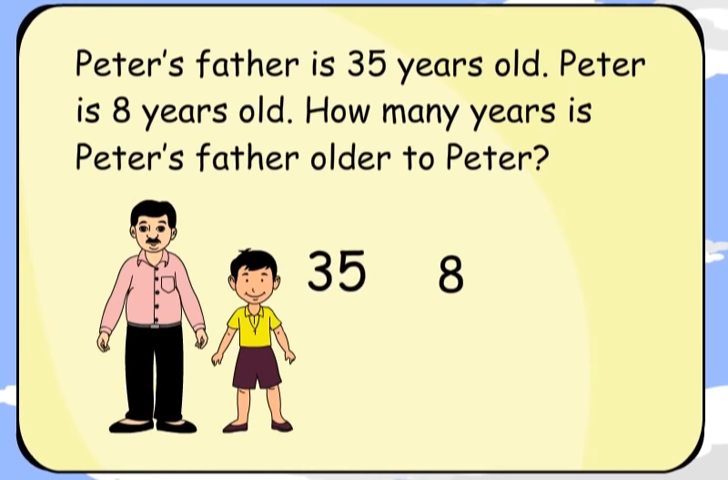 Peter's father is 35 years old. Peter
is 8 years old. How many years is
Peter's father older to Peter?
35 8